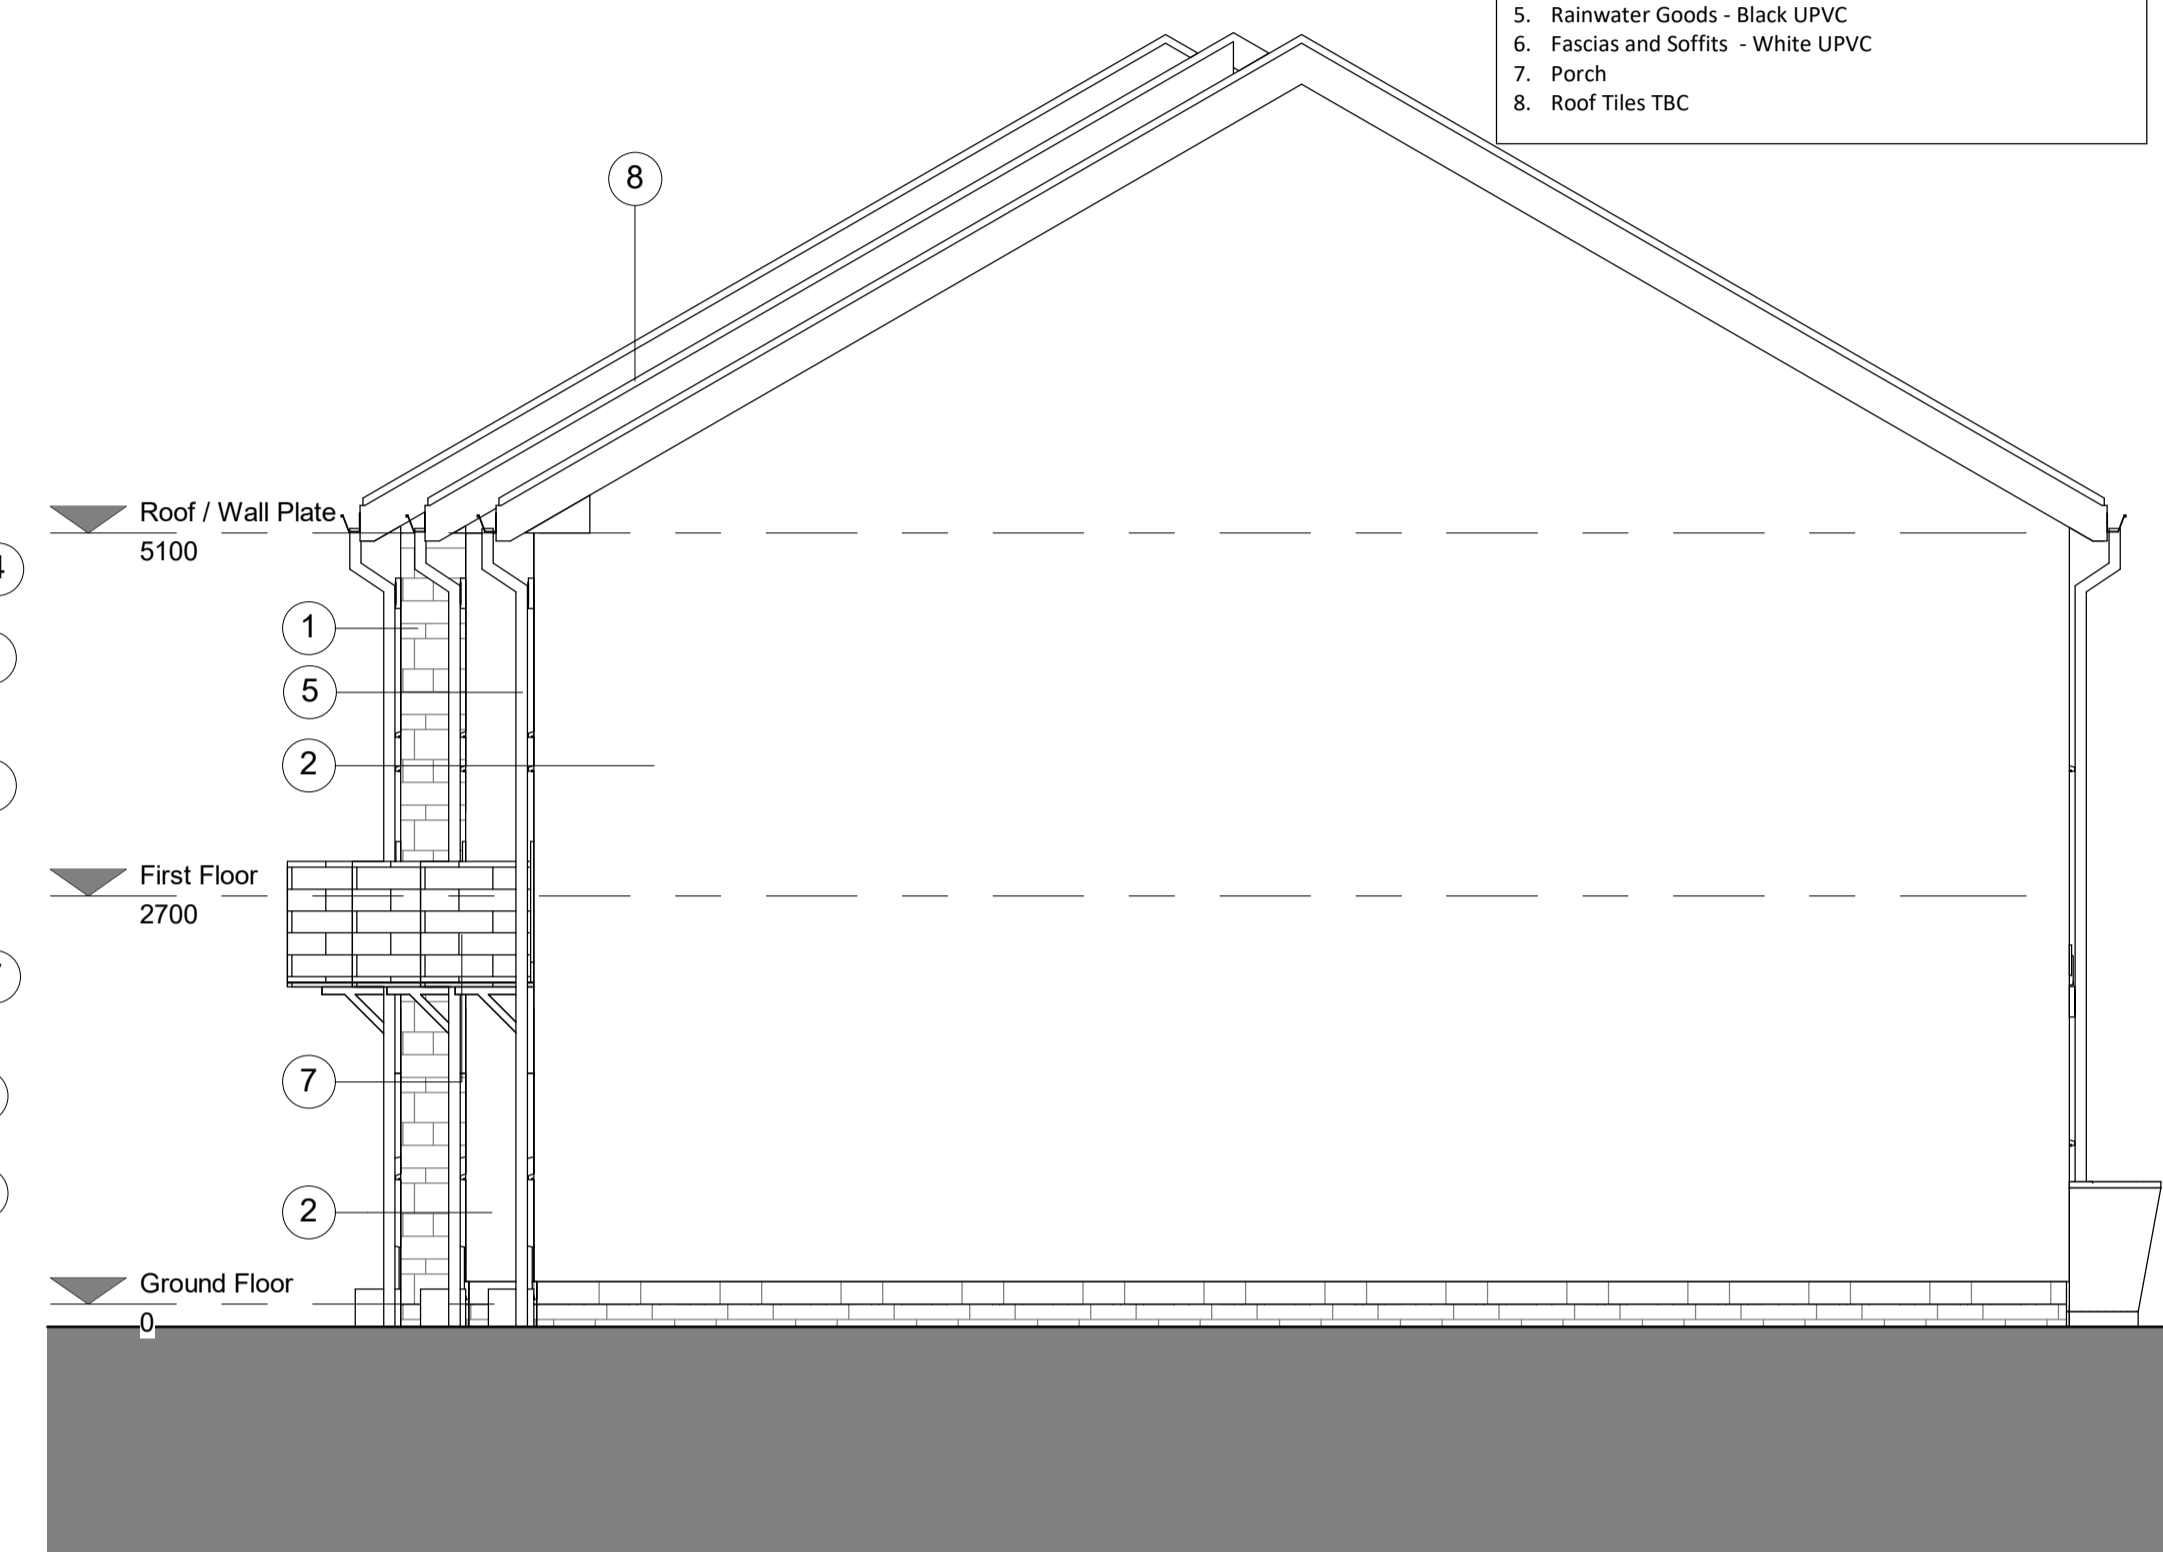 5. Rainwater Goods - Black UPVC
6. Fascias and Soffits - White UPVC
7. Porch
8. Roof Tiles TBC
8
Roof / Wall Plate
5100
4
1
5
2
First Floor
2700
7
2
Ground Floor
0